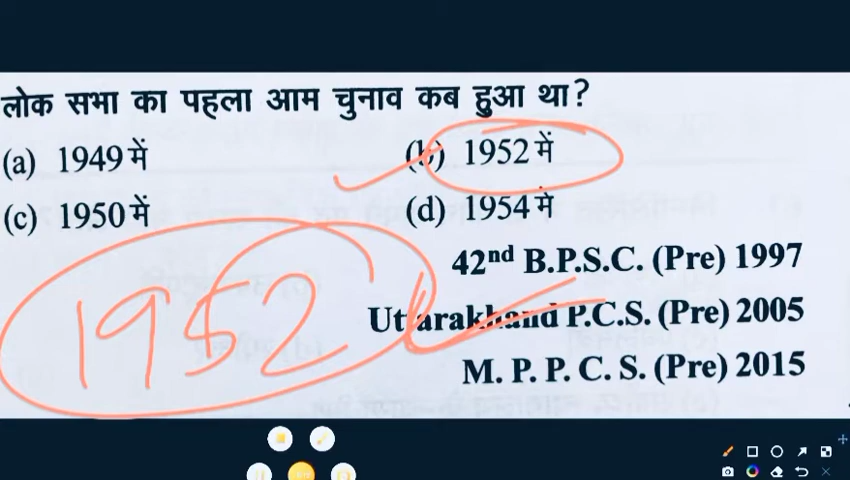 लोक सभा का पहला आम चुनाव कब हुआ था?
(a) 1949 में (b) 1952 में
(c) 1950 में (d) 1954 में
42nd B.P.S.C. (Pre) 1997
Uttarakhand P.C.S. (Pre) 2005
M. P. P. C. S. (Pre) 2015
1952